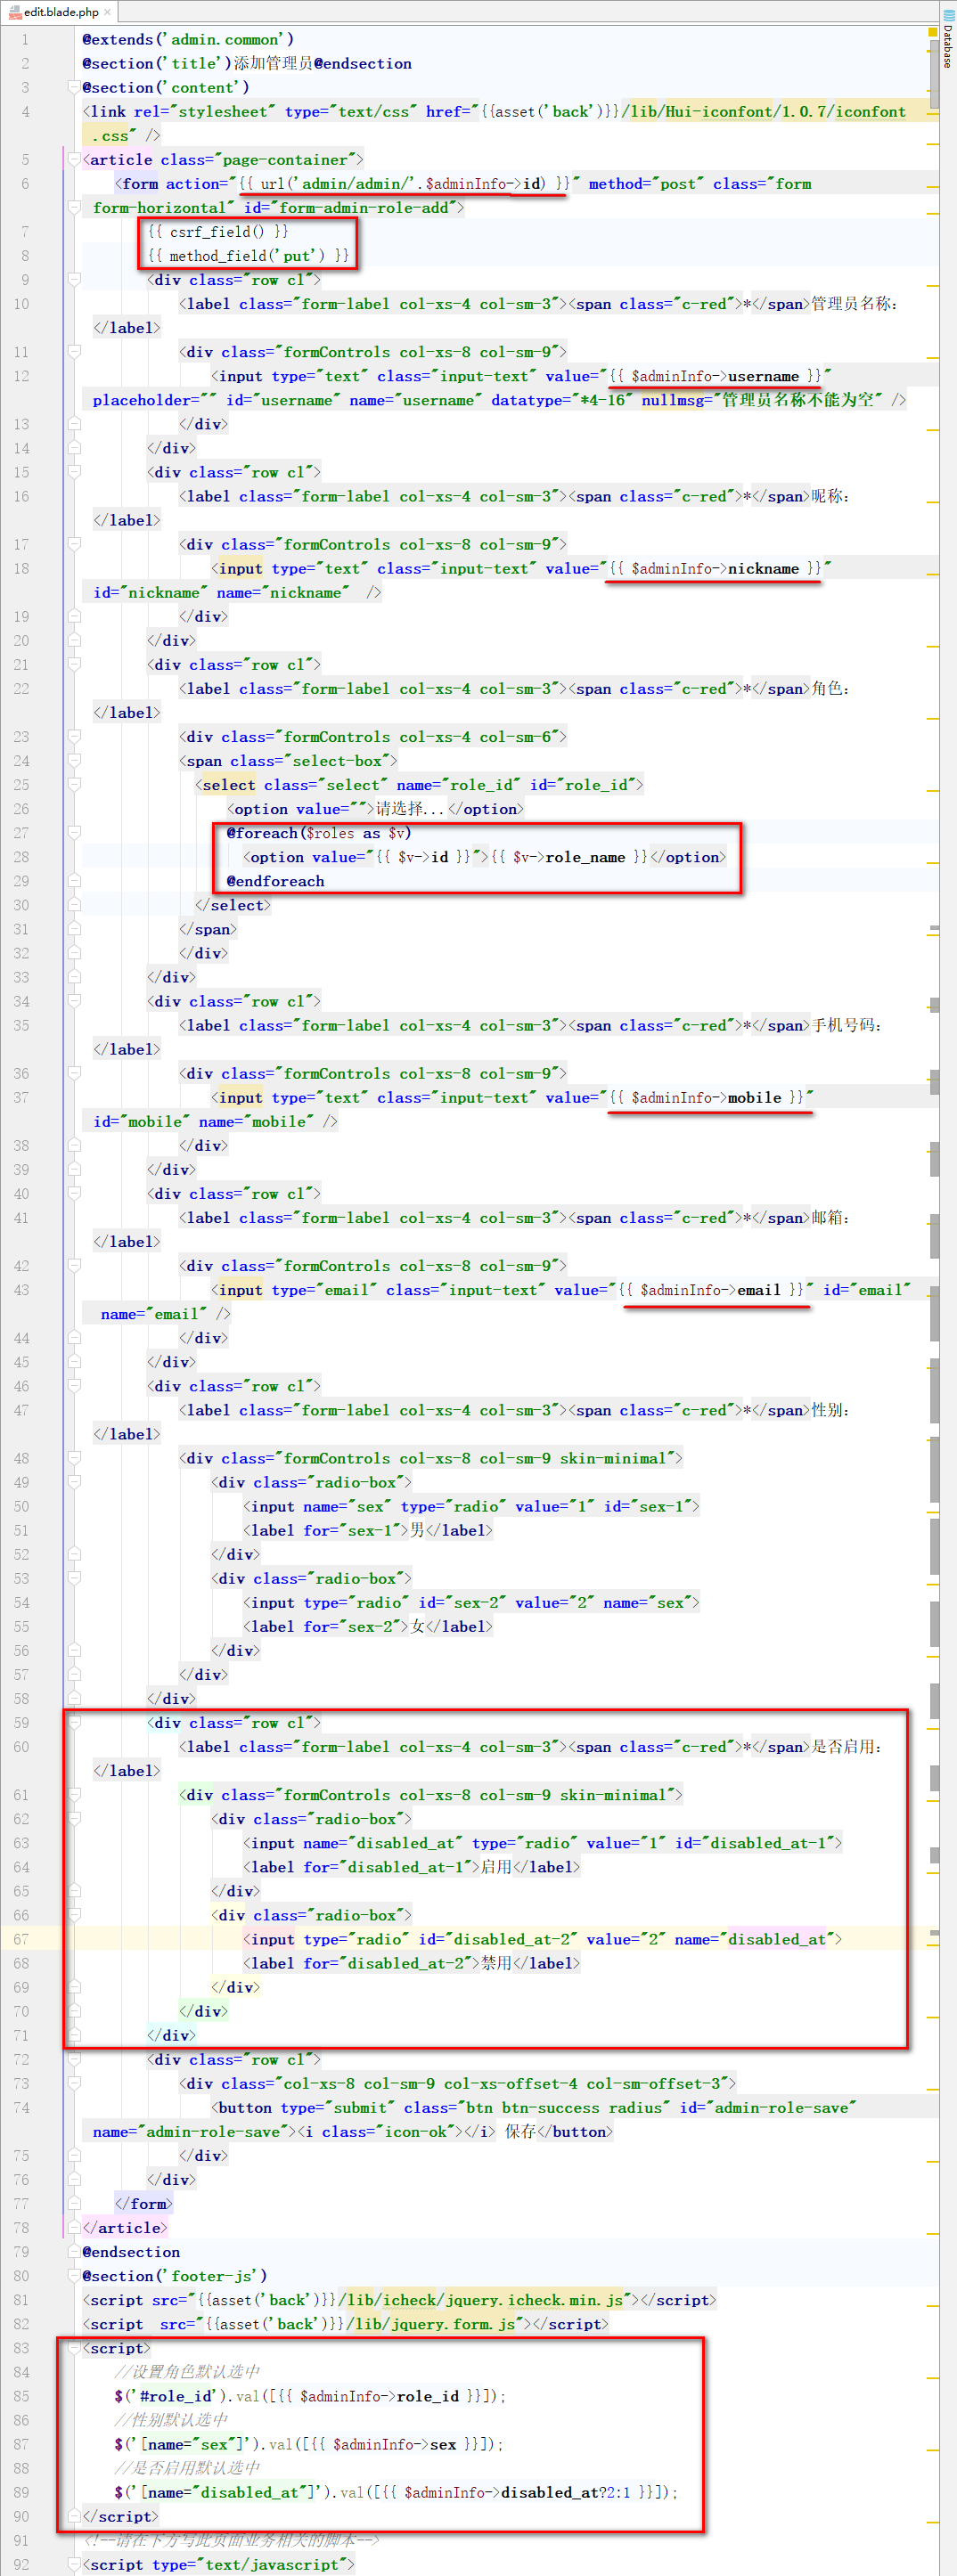 edit.blade.php
Database
1 @extends('admin.common')
2 @section('title')添加管理员@endsection
3 @section('content')
4 <link rel="stylesheet" type="text/css" href="{{asset('back')}}/lib/Hui-iconfont/1.0.7/iconfont
.css" />
5 <article class="page-container">
6 <form action="{{ url('admin/admin/'.$adminInfo->id) }}" method="post" class="form
form-horizontal" id="form-admin-role-add">
7 {{ csrf_field() }}
8 {{ method_field('put') }}
9 <div class="row cl">
10 <label class="form-label col-xs-4 col-sm-3"><span class="c-red">*</span>管理员名称：
</label>
11 <div class="formControls col-xs-8 col-sm-9">
12 <input type="text" class="input-text" value="{{ $adminInfo->username }}"
placeholder="" id="username" name="username" datatype="*4-16" nullmsg="管理员名称不能为空" />
13 </div>
14 </div>
15 <div class="row cl">
16 <label class="form-label col-xs-4 col-sm-3"><span class="c-red">*</span>昵称：
</label>
17 <div class="formControls col-xs-8 col-sm-9">
18 <input type="text" class="input-text" value="{{ $adminInfo->nickname }}"
id="nickname" name="nickname"  />
19 </div>
20 </div>
21 <div class="row cl">
22 <label class="form-label col-xs-4 col-sm-3"><span class="c-red">*</span>角色：
</label>
23 <div class="formControls col-xs-4 col-sm-6">
24 <span class="select-box">
25 <select class="select" name="role_id" id="role_id">
26 <option value="">请选择...</option>
27 @foreach($roles as $v)
28 <option value="{{ $v->id }}">{{ $v->role_name }}</option>
29 @endforeach
30 </select>
31 </span>
32 </div>
33 </div>
34 <div class="row cl">
35 <label class="form-label col-xs-4 col-sm-3"><span class="c-red">*</span>手机号码：
</label>
36 <div class="formControls col-xs-8 col-sm-9">
37 <input type="text" class="input-text" value="{{ $adminInfo->mobile }}"
id="mobile" name="mobile" />
38 </div>
39 </div>
40 <div class="row cl">
41 <label class="form-label col-xs-4 col-sm-3"><span class="c-red">*</span>邮箱：
</label>
42 <div class="formControls col-xs-8 col-sm-9">
43 <input type="email" class="input-text" value="{{ $adminInfo->email }}" id="email"
name="email" />
44 </div>
45 </div>
46 <div class="row cl">
47 <label class="form-label col-xs-4 col-sm-3"><span class="c-red">*</span>性别：
</label>
48 <div class="formControls col-xs-8 col-sm-9 skin-minimal">
49 <div class="radio-box">
50 <input name="sex" type="radio" value="1" id="sex-1">
51 <label for="sex-1">男</label>
52 </div>
53 <div class="radio-box">
54 <input type="radio" id="sex-2" value="2" name="sex">
55 <label for="sex-2">女</label>
56 </div>
57 </div>
58 </div>
59 <div class="row cl">
60 <label class="form-label col-xs-4 col-sm-3"><span class="c-red">*</span>是否启用：
</label>
61 <div class="formControls col-xs-8 col-sm-9 skin-minimal">
62 <div class="radio-box">
63 <input name="disabled_at" type="radio" value="1" id="disabled_at-1">
64 <label for="disabled_at-1">启用</label>
65 </div>
66 <div class="radio-box">
67 <input type="radio" id="disabled_at-2" value="2" name="disabled_at">
68 <label for="disabled_at-2">禁用</label>
69 </div>
70 </div>
71 </div>
72 <div class="row cl">
73 <div class="col-xs-8 col-sm-9 col-xs-offset-4 col-sm-offset-3">
74 <button type="submit" class="btn btn-success radius" id="admin-role-save"
name="admin-role-save"><i class="icon-ok"></i> 保存</button>
75 </div>
76 </div>
77 </form>
78 </article>
79 @endsection
80 @section('footer-js')
81 <script src="{{asset('back')}}/lib/icheck/jquery.icheck.min.js"></script>
82 <script  src="{{asset('back')}}/lib/jquery.form.js"></script>
83 <script>
84 //设置角色默认选中
85 $('#role_id').val([{{ $adminInfo->role_id }}]);
86 //性别默认选中
87 $('[name="sex"]').val([{{ $adminInfo->sex }}]);
88 //是否启用默认选中
89 $('[name="disabled_at"]').val([{{ $adminInfo->disabled_at?2:1 }}]);
90 </script>
91 <!--请在下方写此页面业务相关的脚本-->
92 <script type="text/javascript">